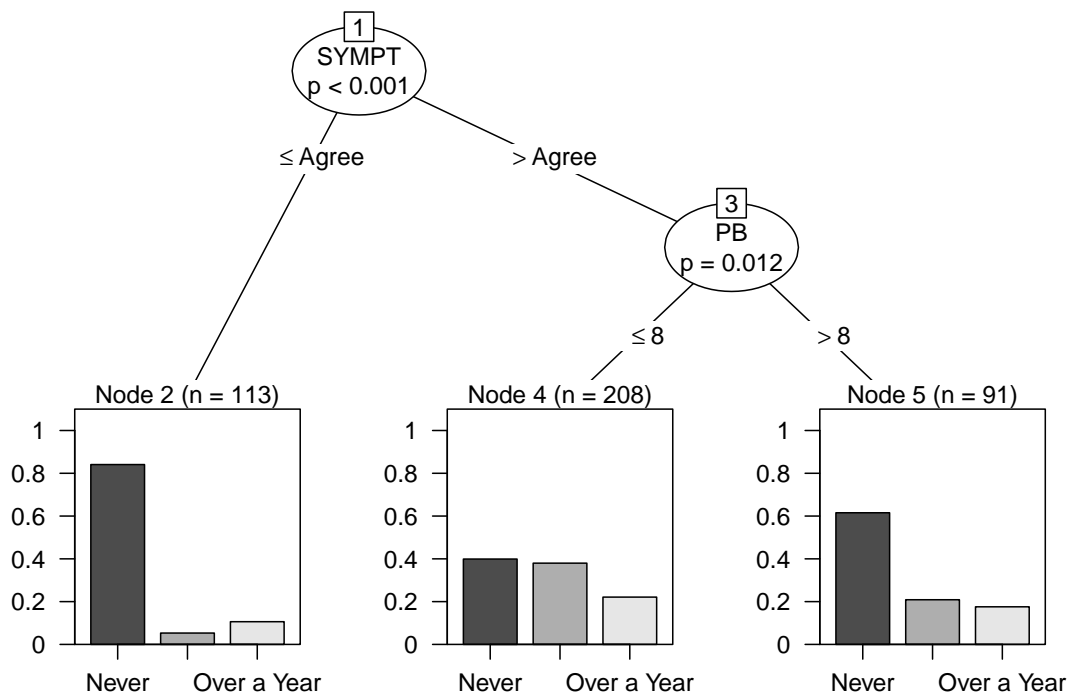 1
SYMPT
p < 0.001
≤ Agree
> Agree
3
PB
p = 0.012
≤ 8
> 8
Node 2 (n = 113)
1
0.8
0.6
0.4
0.2
0
Never Over a Year
Node 4 (n = 208)
1
0.8
0.6
0.4
0.2
0
Never Over a Year
Node 5 (n = 91)
1
0.8
0.6
0.4
0.2
0
Never Over a Year